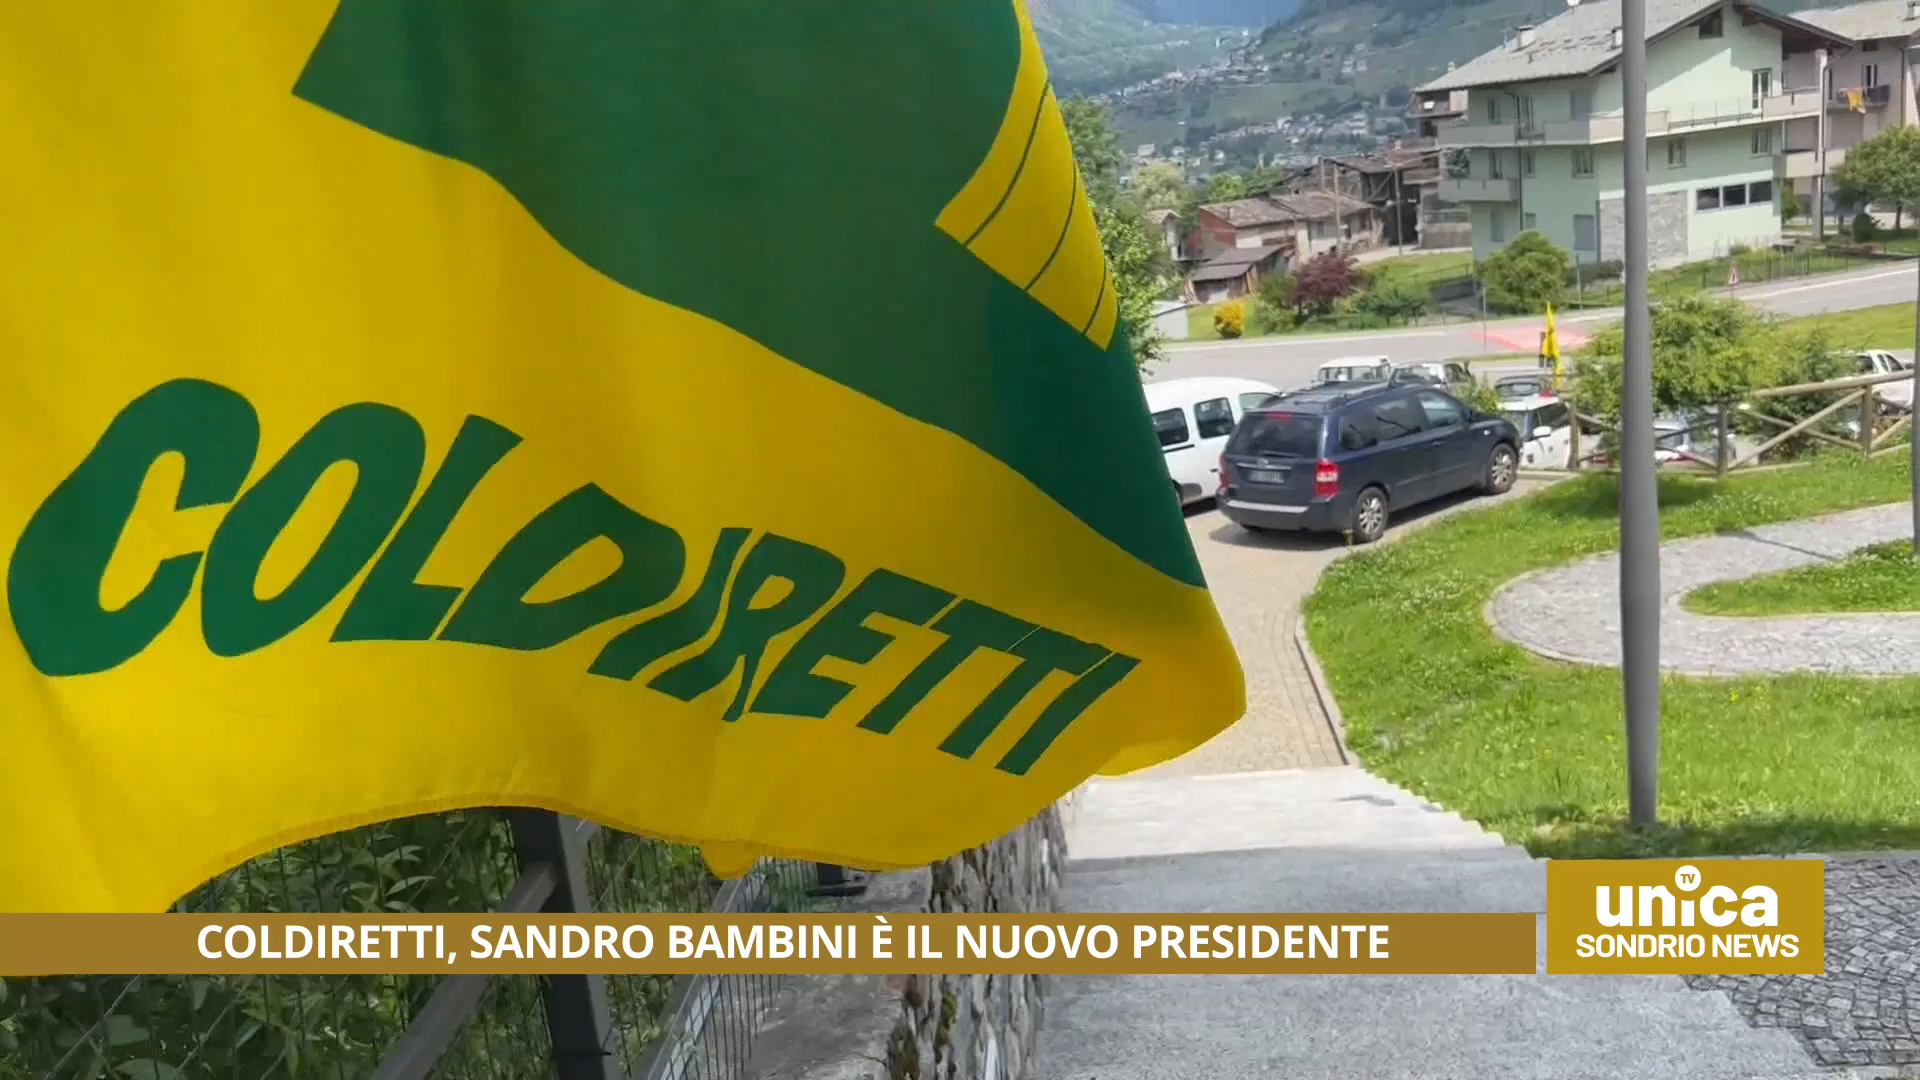 COLDIRETTI
COLDIRETTI, SANDRO BAMBINI È IL NUOVO PRESIDENTE
TV
unica
SONDRIO NEWS